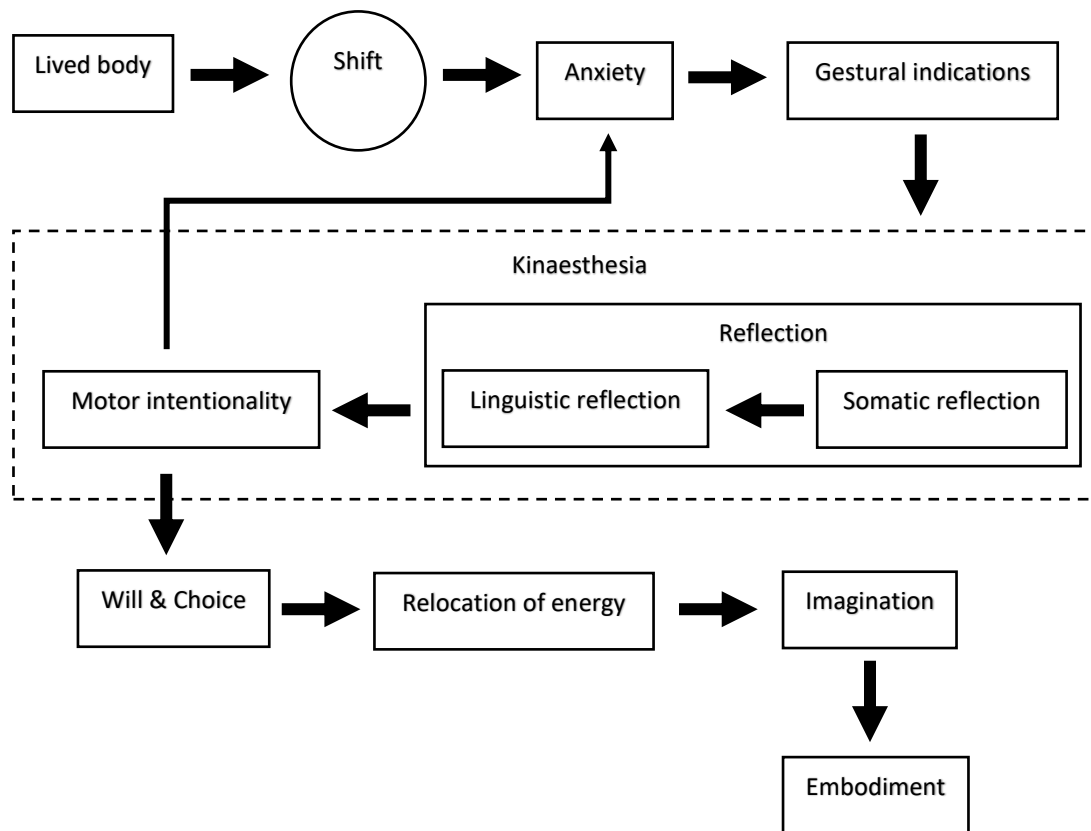 Lived body
Shift
Anxiety
Gestural indications
Kinaesthesia
Reflection
Motor intentionality
Linguistic reflection
Somatic reflection
Will & Choice
Relocation of energy
Imagination
Embodiment